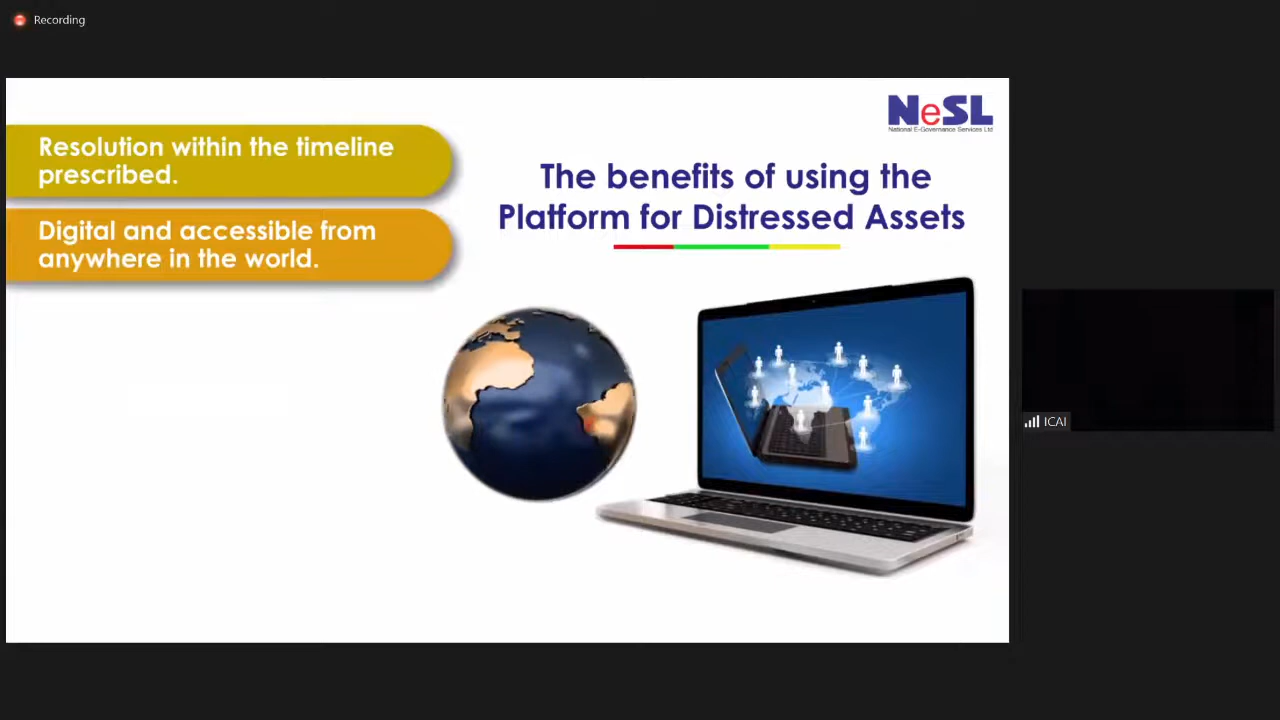 Recording
NeSL
National E-Governance Services Ltd
Resolution within the timeline
prescribed.
Digital and accessible from
anywhere in the world.
The benefits of using the
Platform for Distressed Assets
ICAI